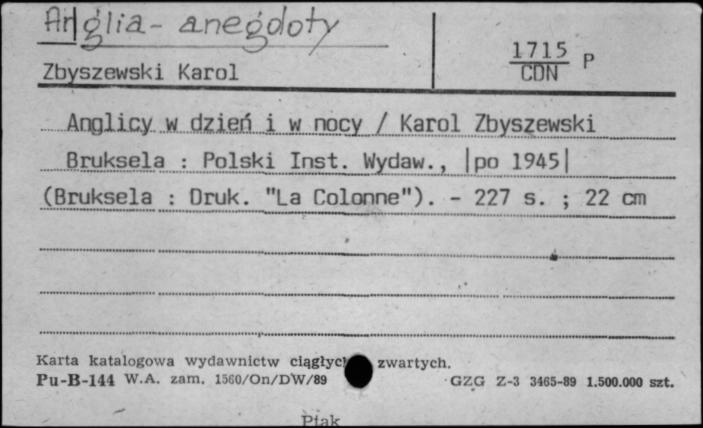 Anglia - anegdoty
Zbyszewski Karol
1715 P
CDN
Anglicy w dzień i w nocy / Karol Zbyszewski
Bruksela : Polski Inst. Wydaw., |po 1945|
(Bruksela : Druk. "La Colonne"). - 227 s. ; 22 cm
Karta katalogowa wydawnictw ciągłych zwartych.
Pu-B-144 W.A. zam. 1560/On/DW/89 GZG Z-3 3465-89 1.500.000 szt.
Ptak